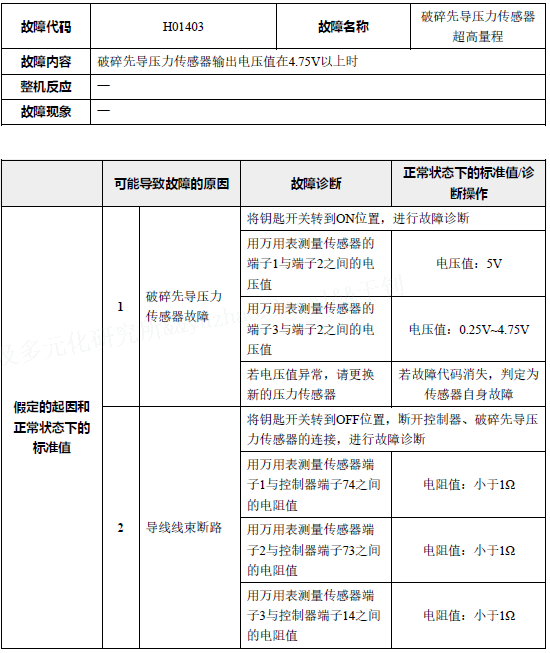 故障代码 H01403 故障名称 破碎先导压力传感器
超高量程
故障内容 破碎先导压力传感器输出电压值在4.75V以上时
整机反应 —
故障现象 —
可能导致故障的原因 故障诊断 正常状态下的标准值/诊
断操作
假定的起因和
正常状态下的
标准值
1
破碎先导压力
传感器故障
将钥匙开关转到ON位置，进行故障诊断
用万用表测量传感器的
端子1与端子2之间的电
压值
电压值：5V
用万用表测量传感器的
端子3与端子2之间的电
压值
电压值：0.25V~4.75V
若电压值异常，请更换
新的压力传感器
若故障代码消失，判定为
传感器自身故障
2
导线线束断路
将钥匙开关转到OFF位置，断开控制器、破碎先导压
力传感器的连接，进行故障诊断
用万用表测量传感器端
子1与控制器端子74之间
的电阻值
电阻值：小于1Ω
用万用表测量传感器端
子2与控制器端子73之间
的电阻值
电阻值：小于1Ω
用万用表测量传感器端
子3与控制器端子14之间
的电阻值
电阻值：小于1Ω